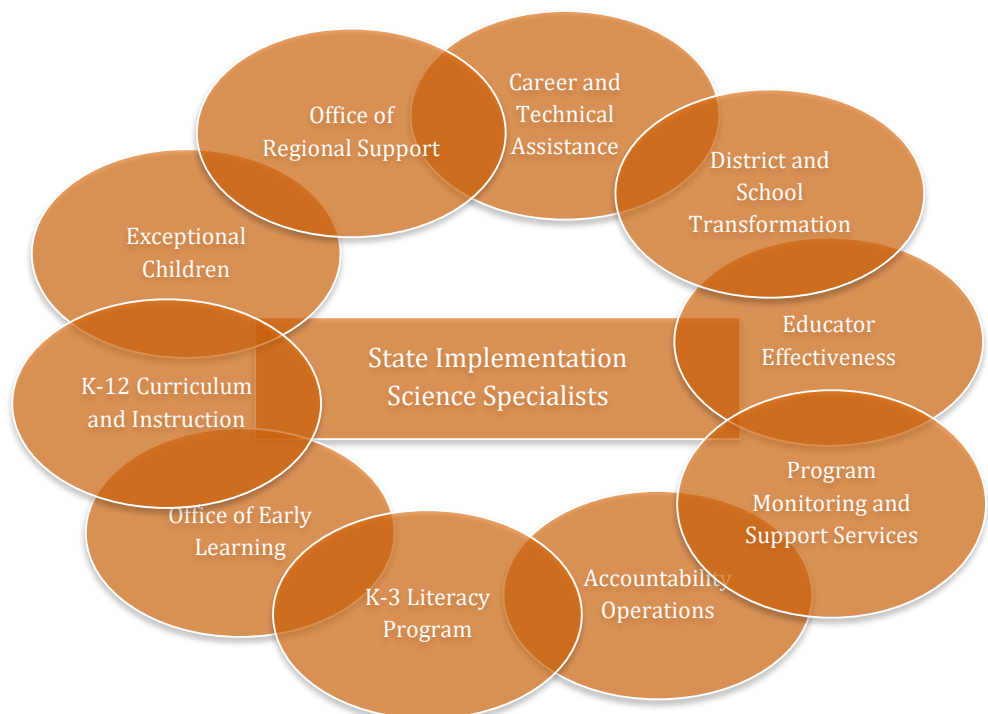 Career and
Technical
Assistance
District and
School
Transformation
Educator
Effectiveness
Program
Monitoring and
Support Services
Accountability
Operations
K-3 Literacy
Program
Office of Early
Learning
K-12 Curriculum
and Instruction
Exceptional
Children
Office of
Regional Support
State Implementation
Science Specialists